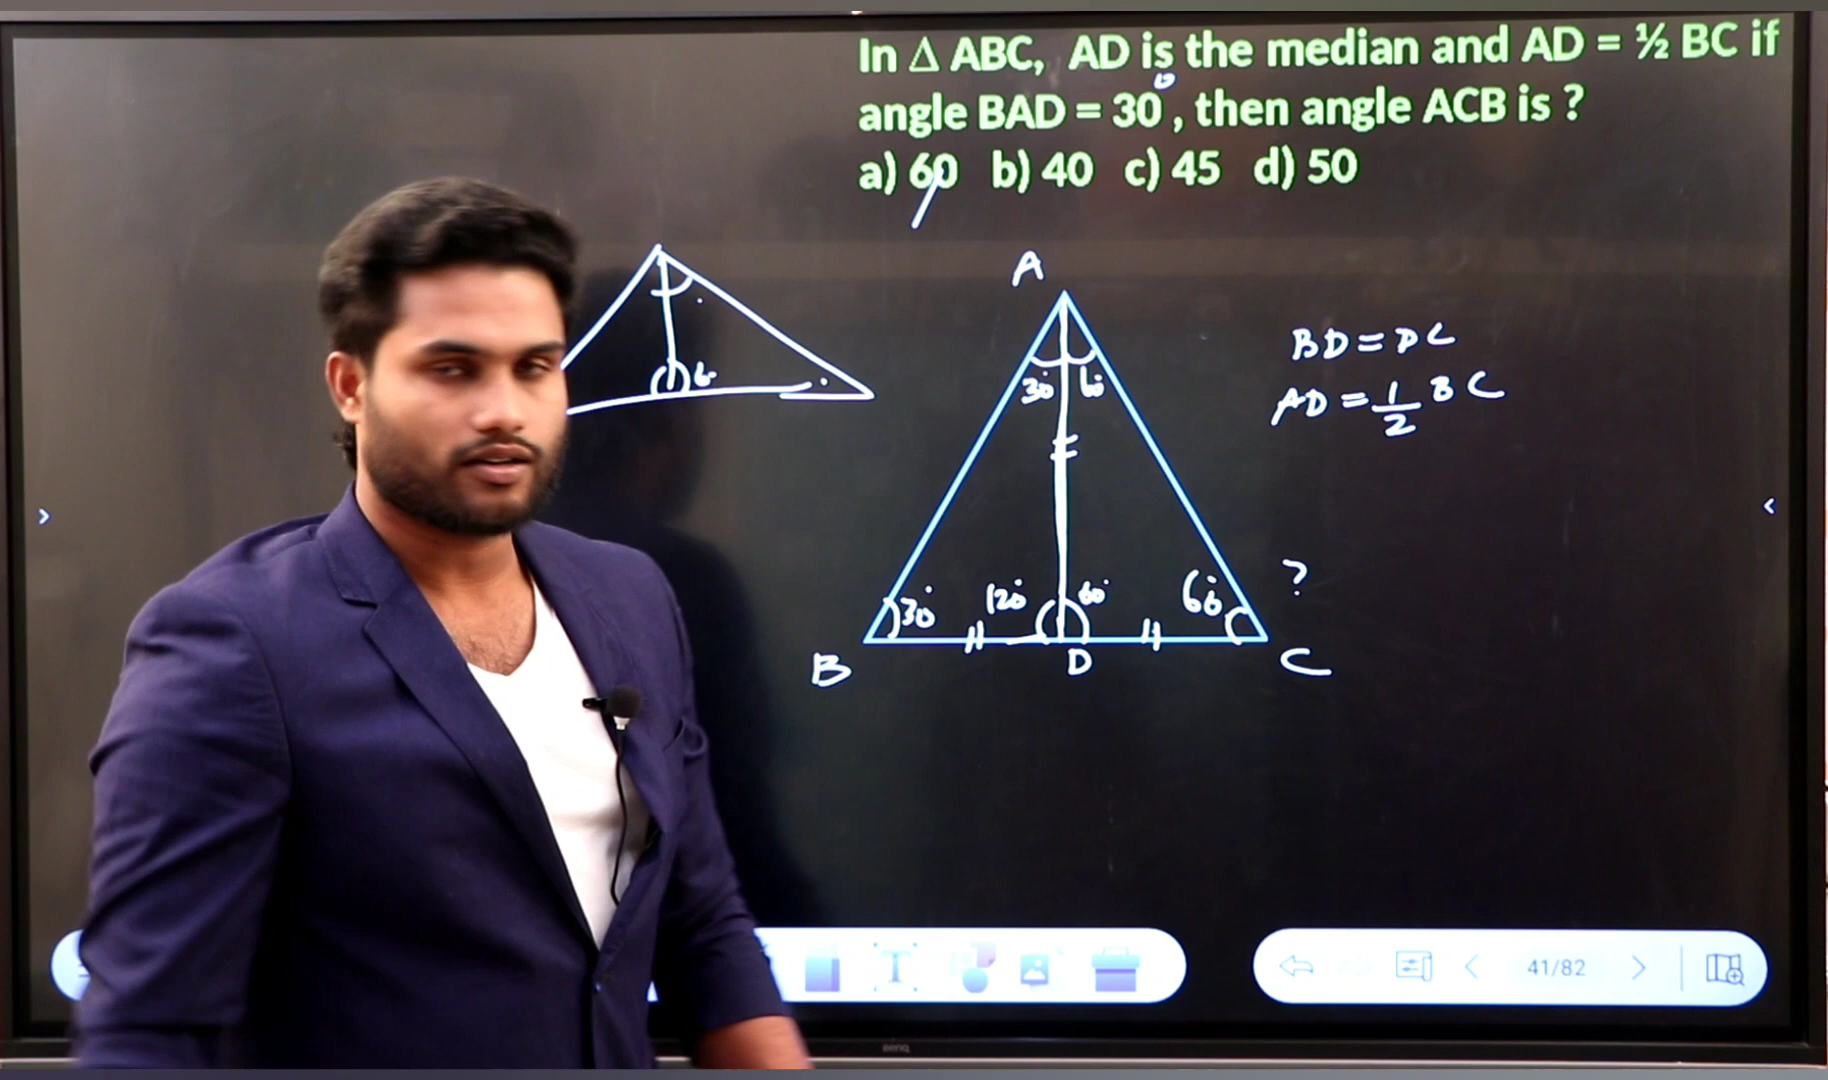 In Δ ABC, AD is the median and AD = ½ BC if
angle BAD = 30°, then angle ACB is ?
a) 60 b) 40 c) 45 d) 50
A
BD = DC
AD = 1/2 BC
30° 60°
30° 120° 60° 60° ?
B D C
41/82
BenQ